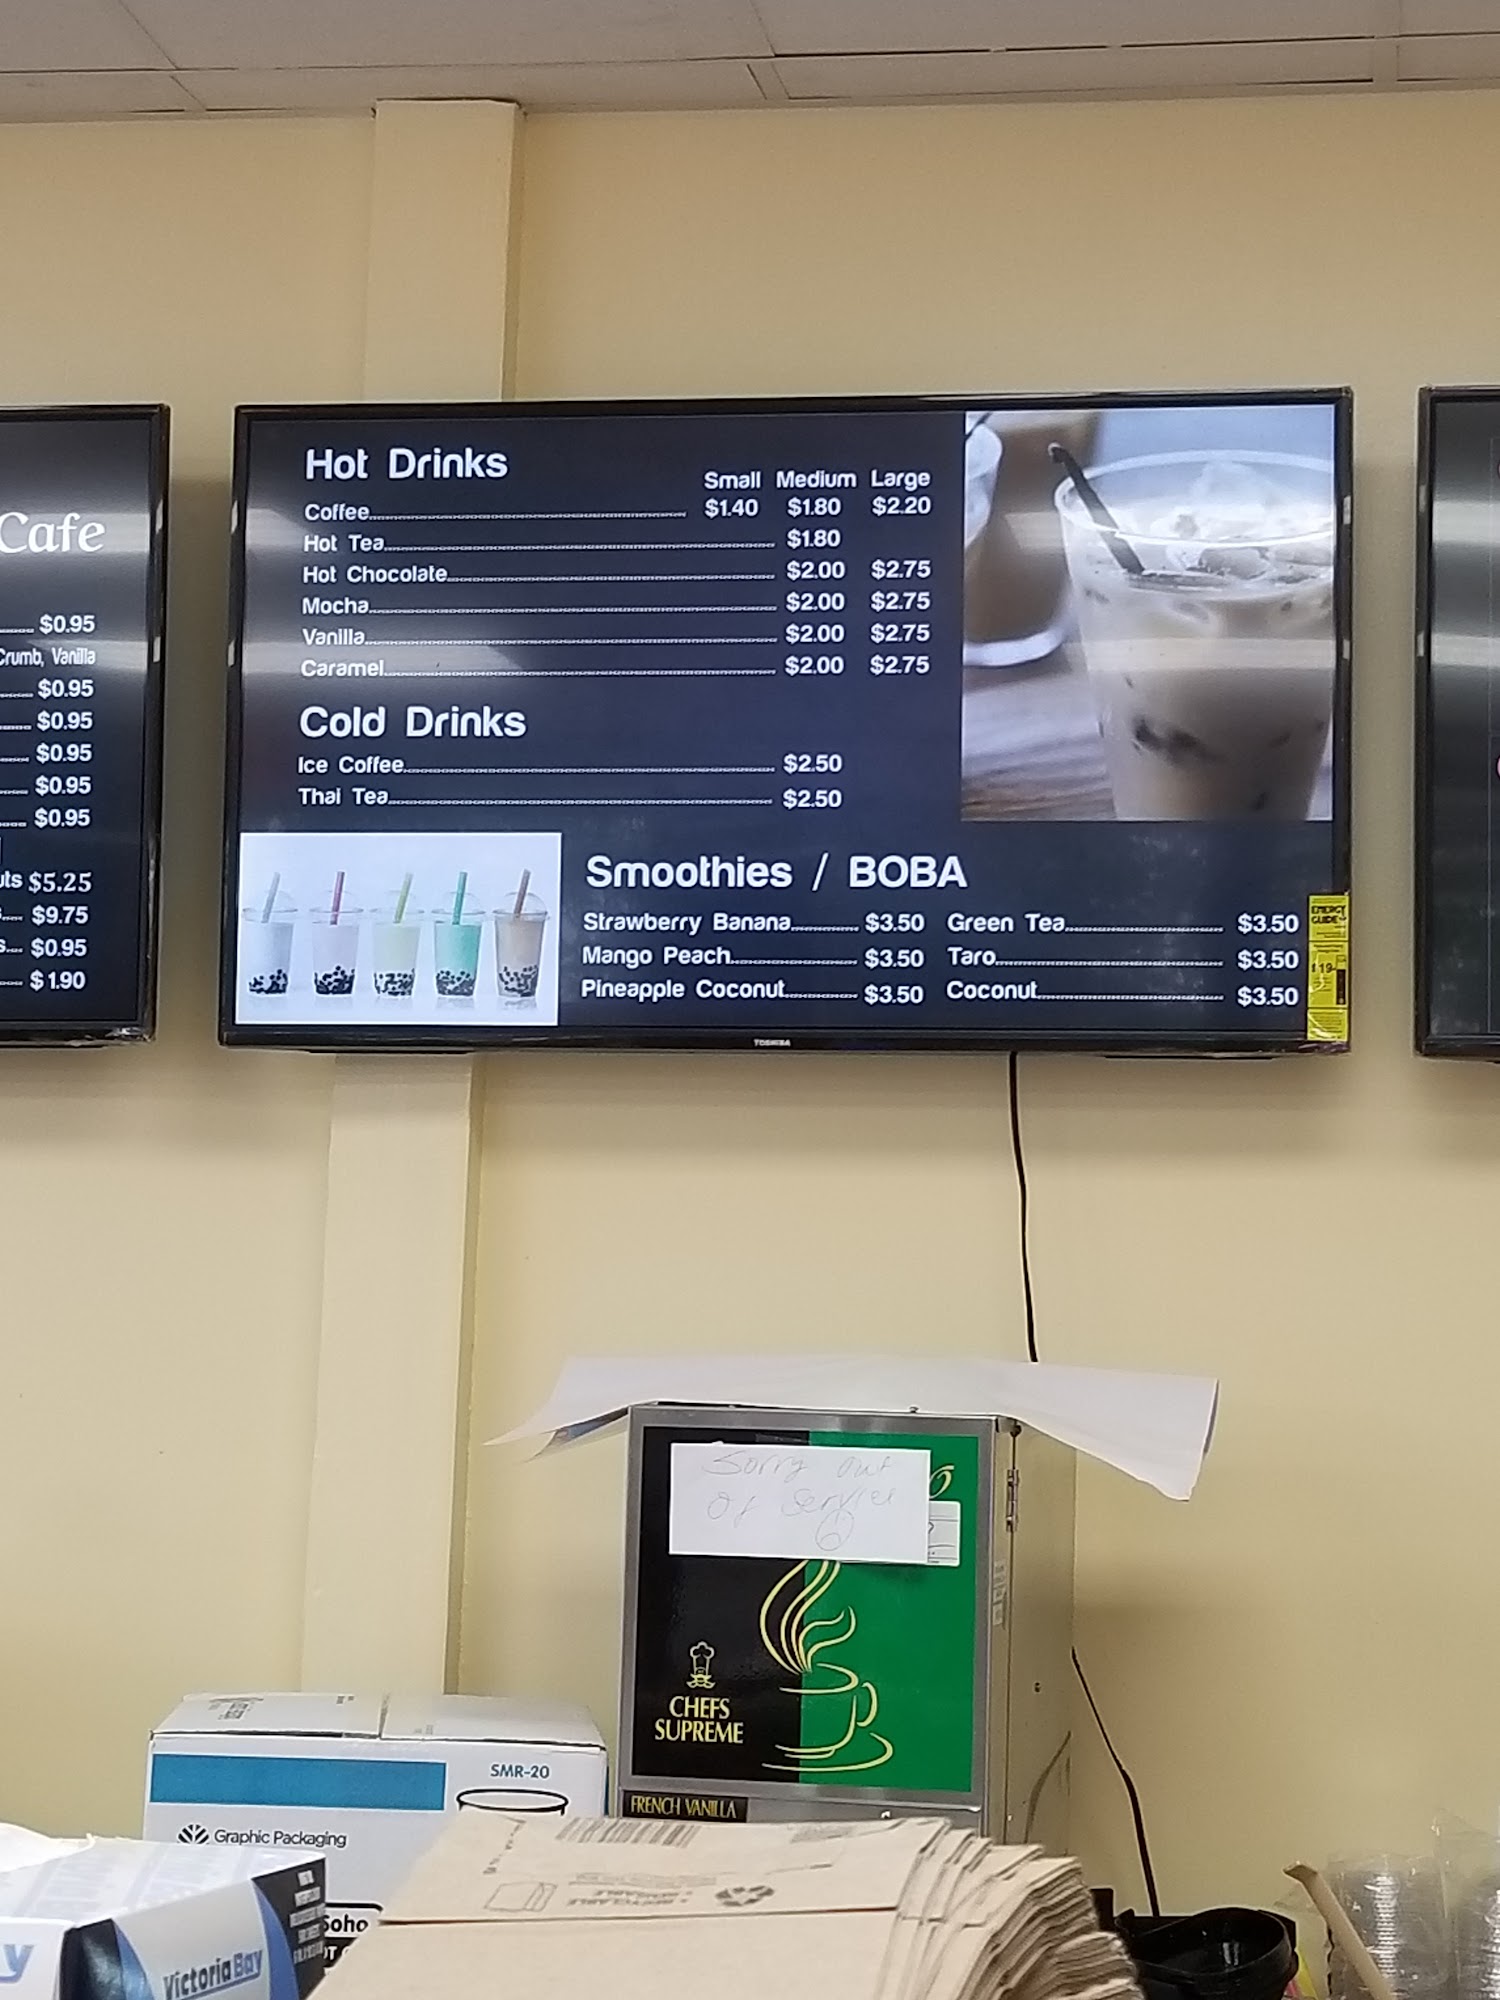 Cafe
$0.95
Crumb, Vanilla
$0.95
$0.95
$0.95
$0.95
$0.95
$5.25
$9.75
$0.95
$1.90
Hot Drinks
Small Medium Large
Coffee $1.40 $1.80 $2.20
Hot Tea $1.80
Hot Chocolate $2.00 $2.75
Mocha $2.00 $2.75
Vanilla $2.00 $2.75
Caramel $2.00 $2.75
Cold Drinks
Ice Coffee $2.50
Thai Tea $2.50
Smoothies / BOBA
Strawberry Banana $3.50 Green Tea $3.50
Mango Peach $3.50 Taro $3.50
Pineapple Coconut $3.50 Coconut $3.50
ENERGY
GUIDE
TOSHIBA
Sorry out
of service
CHEFS
SUPREME
FRENCH VANILLA
SMR-20
Graphic Packaging
Soho
Victoria Bay